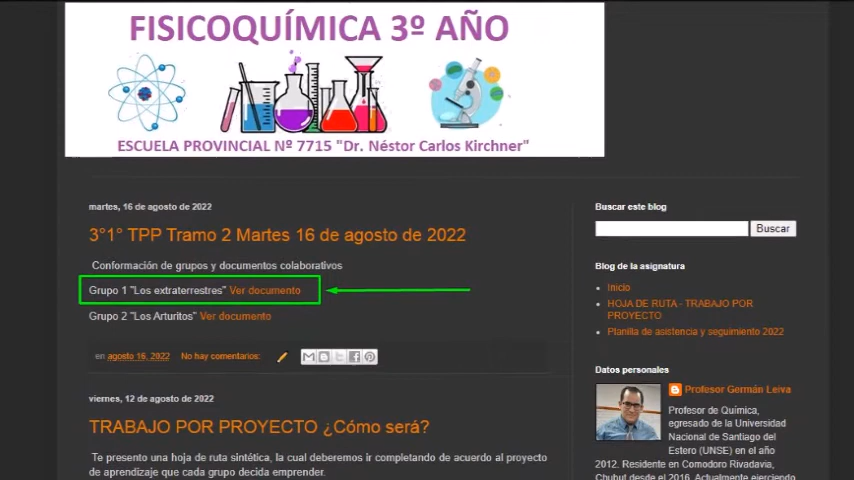 FISICOQUÍMICA 3º AÑO
ESCUELA PROVINCIAL Nº 7715 "Dr. Néstor Carlos Kirchner"
martes, 16 de agosto de 2022
3°1° TPP Tramo 2 Martes 16 de agosto de 2022
Conformación de grupos y documentos colaborativos
Grupo 1 "Los extraterrestres" Ver documento
Grupo 2 "Los Arturitos" Ver documento
en agosto 16, 2022 No hay comentarios:
viernes, 12 de agosto de 2022
TRABAJO POR PROYECTO ¿Cómo será?
Te presento una hoja de ruta sintética, la cual deberemos ir completando de acuerdo al proyecto
de aprendizaje que cada grupo decida emprender.
Buscar este blog
Buscar
Blog de la asignatura
Inicio
HOJA DE RUTA - TRABAJO POR
PROYECTO
Planilla de asistencia y seguimiento 2022
Datos personales
Profesor Germán Leiva
Profesor de Química,
egresado de la Universidad
Nacional de Santiago del
Estero (UNSE) en el año
2012. Residente en Comodoro Rivadavia,
Chubut desde el 2016. Actualmente ejerciendo